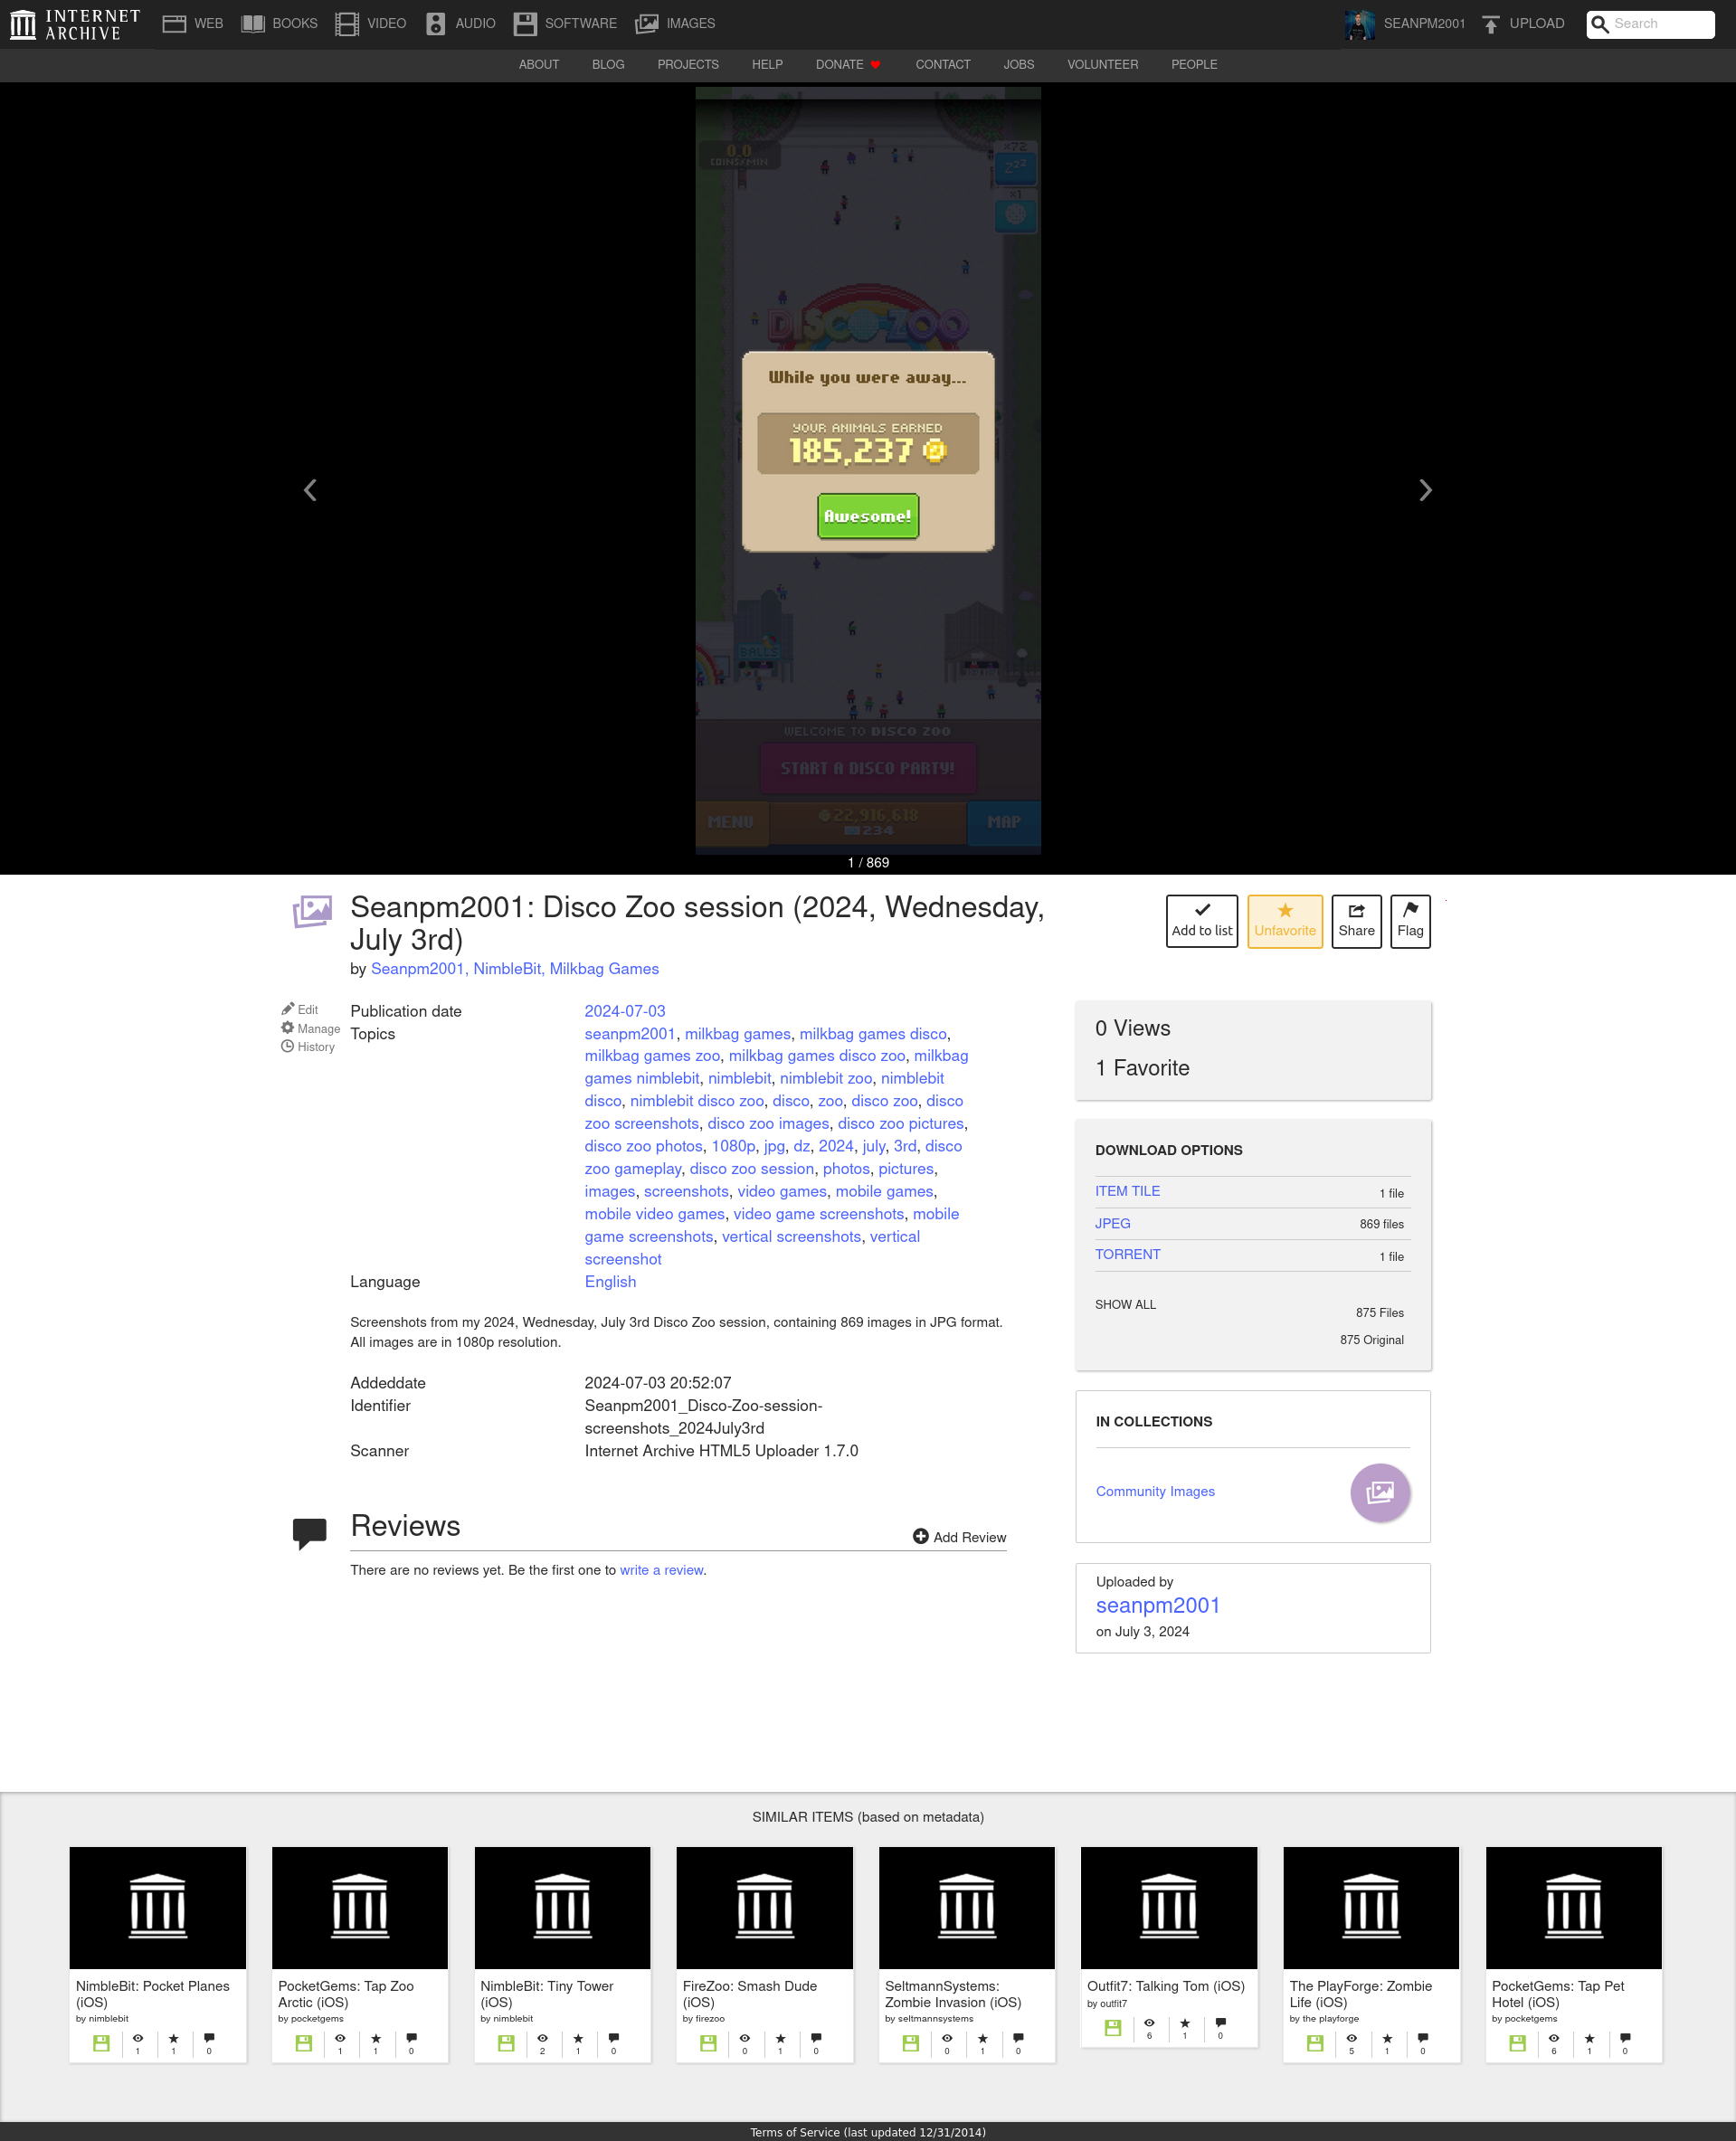 INTERNET ARCHIVE
WEB
BOOKS
VIDEO
AUDIO
SOFTWARE
IMAGES
SEANPM2001
UPLOAD
Search
ABOUT
BLOG
PROJECTS
HELP
DONATE
CONTACT
JOBS
VOLUNTEER
PEOPLE
0.0
COINS/MIN
x72
zzz
x1
DISCO ZOO
While you were away...
YOUR ANIMALS EARNED
185,237
Awesome!
BALLS
WELCOME TO DISCO ZOO
START A DISCO PARTY!
MENU
22,916,618
234
MAP
1 / 869
Seanpm2001: Disco Zoo session (2024, Wednesday,
July 3rd)
by Seanpm2001, NimbleBit, Milkbag Games
Add to list
Unfavorite
Share
Flag
Edit
Manage
History
Publication date 2024-07-03
Topics seanpm2001, milkbag games, milkbag games disco,
milkbag games zoo, milkbag games disco zoo, milkbag
games nimblebit, nimblebit, nimblebit zoo, nimblebit
disco, nimblebit disco zoo, disco, zoo, disco zoo, disco
zoo screenshots, disco zoo images, disco zoo pictures,
disco zoo photos, 1080p, jpg, dz, 2024, july, 3rd, disco
zoo gameplay, disco zoo session, photos, pictures,
images, screenshots, video games, mobile games,
mobile video games, video game screenshots, mobile
game screenshots, vertical screenshots, vertical
screenshot
Language English
Screenshots from my 2024, Wednesday, July 3rd Disco Zoo session, containing 869 images in JPG format.
All images are in 1080p resolution.
Addeddate 2024-07-03 20:52:07
Identifier Seanpm2001_Disco-Zoo-session-
screenshots_2024July3rd
Scanner Internet Archive HTML5 Uploader 1.7.0
Reviews
Add Review
There are no reviews yet. Be the first one to write a review.
0 Views
1 Favorite
DOWNLOAD OPTIONS
ITEM TILE 1 file
JPEG 869 files
TORRENT 1 file
SHOW ALL 875 Files
875 Original
IN COLLECTIONS
Community Images
Uploaded by
seanpm2001
on July 3, 2024
SIMILAR ITEMS (based on metadata)
NimbleBit: Pocket Planes
(iOS)
by nimblebit
1 1 0
PocketGems: Tap Zoo
Arctic (iOS)
by pocketgems
1 1 0
NimbleBit: Tiny Tower
(iOS)
by nimblebit
2 1 0
FireZoo: Smash Dude
(iOS)
by firezoo
0 1 0
SeltmannSystems:
Zombie Invasion (iOS)
by seltmannsystems
0 1 0
Outfit7: Talking Tom (iOS)
by outfit7
6 1 0
The PlayForge: Zombie
Life (iOS)
by the playforge
5 1 0
PocketGems: Tap Pet
Hotel (iOS)
by pocketgems
6 1 0
Terms of Service (last updated 12/31/2014)